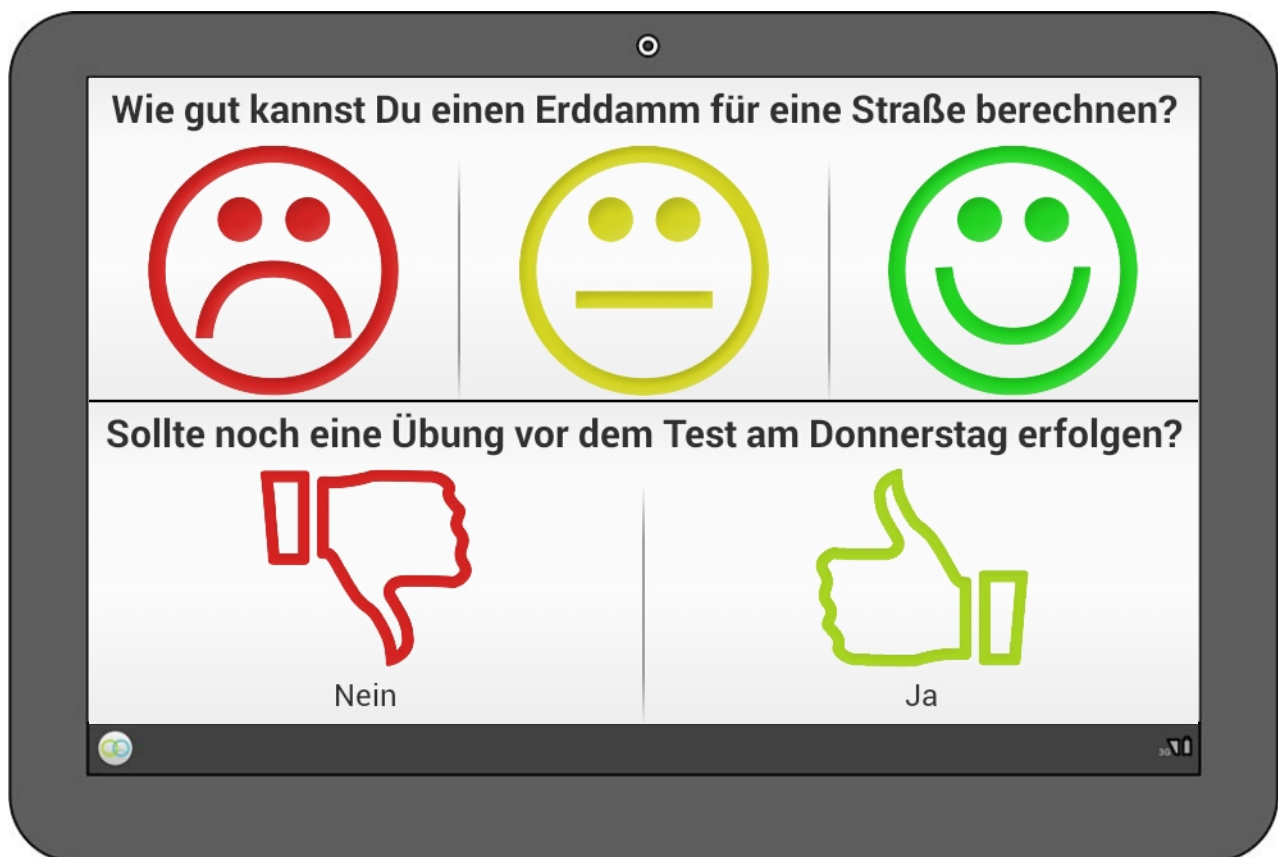 Wie gut kannst Du einen Erddamm für eine Straße berechnen?
Sollte noch eine Übung vor dem Test am Donnerstag erfolgen?
Nein
Ja
3G